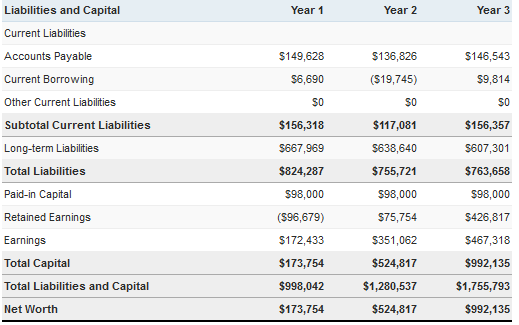 Liabilities and Capital Year 1 Year 2 Year 3
Current Liabilities
Accounts Payable $149,628 $136,826 $146,543
Current Borrowing $6,690 ($19,745) $9,814
Other Current Liabilities $0 $0 $0
Subtotal Current Liabilities $156,318 $117,081 $156,357
Long-term Liabilities $667,969 $638,640 $607,301
Total Liabilities $824,287 $755,721 $763,658
Paid-in Capital $98,000 $98,000 $98,000
Retained Earnings ($96,679) $75,754 $426,817
Earnings $172,433 $351,062 $467,318
Total Capital $173,754 $524,817 $992,135
Total Liabilities and Capital $998,042 $1,280,537 $1,755,793
Net Worth $173,754 $524,817 $992,135